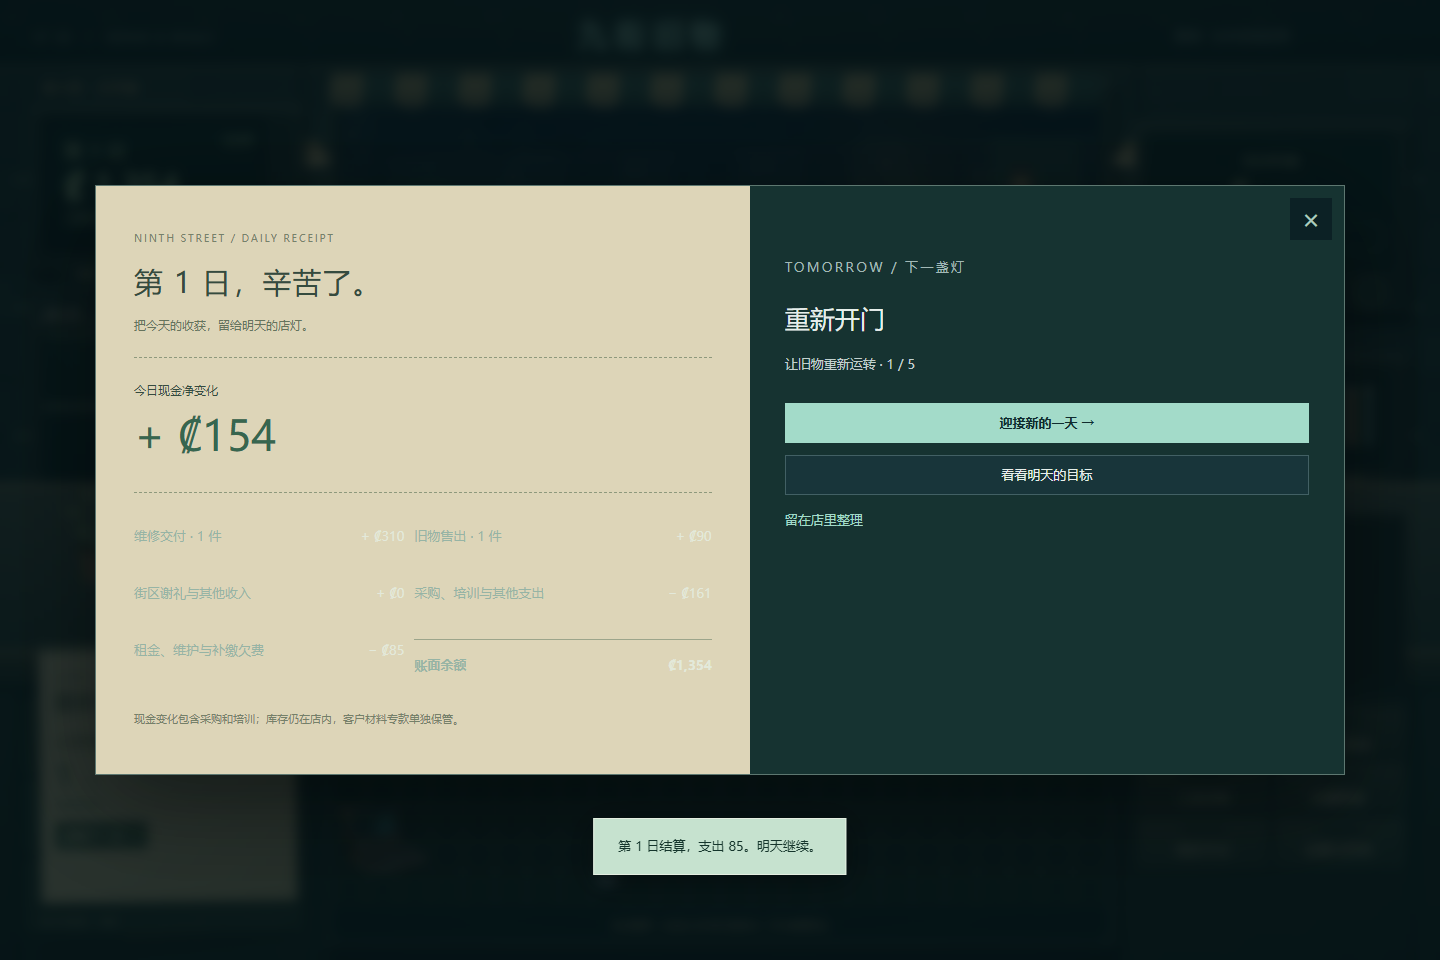 NINTH STREET / DAILY RECEIPT
第 1 日，辛苦了。
把今天的收获，留给明天的店灯。
今日现金净变化
+ ₡154
维修交付 · 1 件 + ₡310
旧物售出 · 1 件 + ₡90
街区谢礼与其他收入 + ₡0
采购、培训与其他支出 − ₡161
租金、维护与补缴欠费 − ₡85
账面余额 ₡1,354
现金变化包含采购和培训；库存仍在店内，客户材料专款单独保管。
×
TOMORROW / 下一盏灯
重新开门
让旧物重新运转 · 1 / 5
迎接新的一天 →
看看明天的目标
留在店里整理
第 1 日结算，支出 85。明天继续。